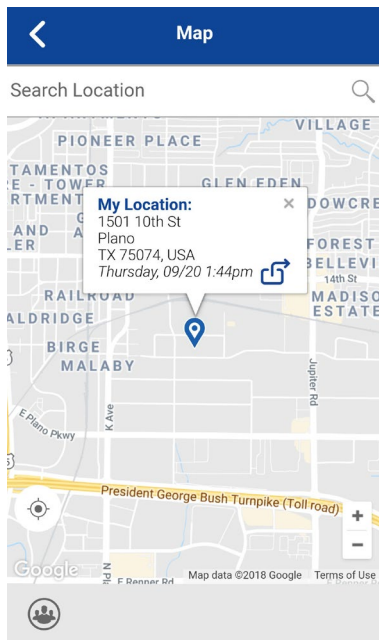 Map
Search Location
VILLAGE
PIONEER PLACE
TAMENTOS
E - TOWER
GLEN EDEN
RTMENT
My Location:
DOWCRE
1501 10th St
AND
Plano
ER
TX 75074, USA
FOREST
Thursday, 09/20 1:44pm
BELLEVI
14th St
RAILROAD
MADISO
ESTATE
ALDRIDGE
BIRGE
MALABY
Jupiter Rd
K Ave
E Plano Pkwy
President George Bush Turnpike (Toll road)
+
−
Google
N Pl
E Renner Rd
Map data ©2018 Google
Terms of Use